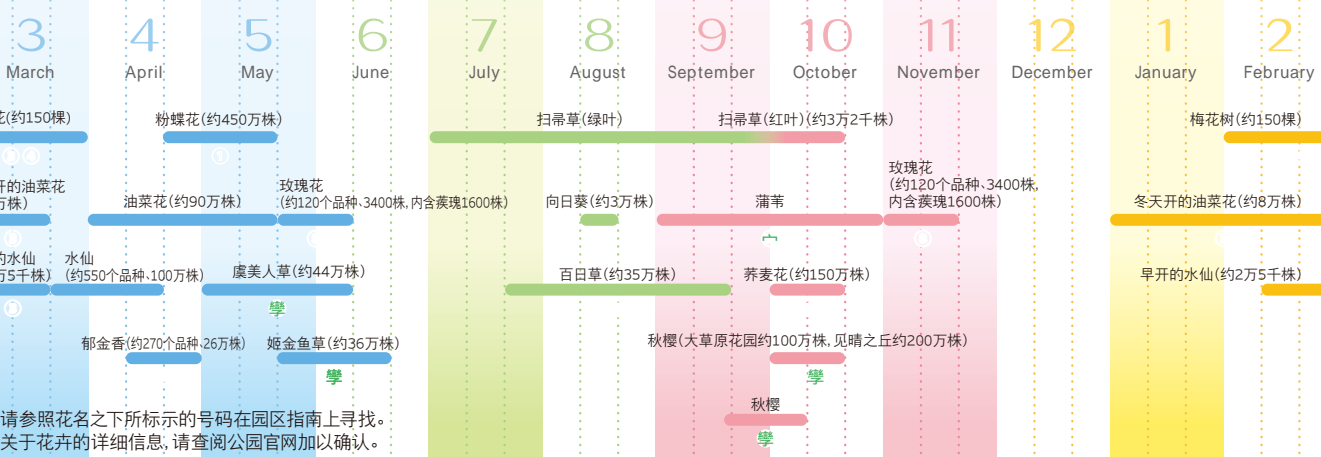 3 4 5 6 7 8 9 10 11 12 1 2
March April May June July August September October November December January February
花(约150棵) 粉蝶花(约450万株) 扫帚草(绿叶) 扫帚草(红叶)(约3万2千株) 梅花树(约150棵)
③④ ①
玫瑰花
(约120个品种、3400株,
内含蔟瑰1600株)
开的油菜花 玫瑰花
万株) 油菜花(约90万株) (约120个品种、3400株, 内含蔟瑰1600株) 向日葵(约3万株) 蒲苇 冬天开的油菜花(约8万株)
的水仙 水仙
万5千株) (约550个品种、100万株) 虞美人草(约44万株) 百日草(约35万株) 荞麦花(约150万株) 早开的水仙(约2万5千株)
孿
郁金香(约270个品种、26万株) 姬金鱼草(约36万株) 秋樱(大草原花园约100万株, 见晴之丘约200万株)
孿 孿
秋樱
孿
请参照花名之下所标示的号码在园区指南上寻找。
关于花卉的详细信息, 请查阅公园官网加以确认。